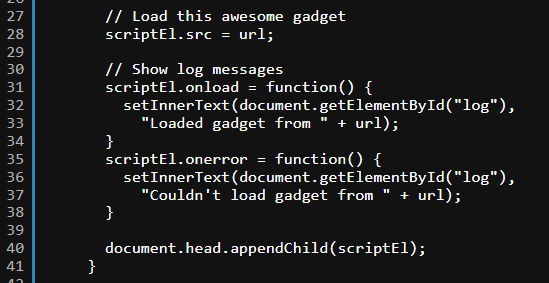 27 // Load this awesome gadget
28 scriptEl.src = url;
29
30 // Show log messages
31 scriptEl.onload = function() {
32 setInnerText(document.getElementById("log"),
33 "Loaded gadget from " + url);
34 }
35 scriptEl.onerror = function() {
36 setInnerText(document.getElementById("log"),
37 "Couldn't load gadget from " + url);
38 }
39
40 document.head.appendChild(scriptEl);
41 }